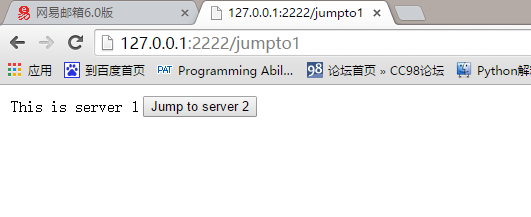 网易邮箱6.0版 127.0.0.1:2222/jumpto1
127.0.0.1:2222/jumpto1
应用 到百度首页 PAT Programming Abil... 98 论坛首页 » CC98论坛 Python解
This is server 1 Jump to server 2